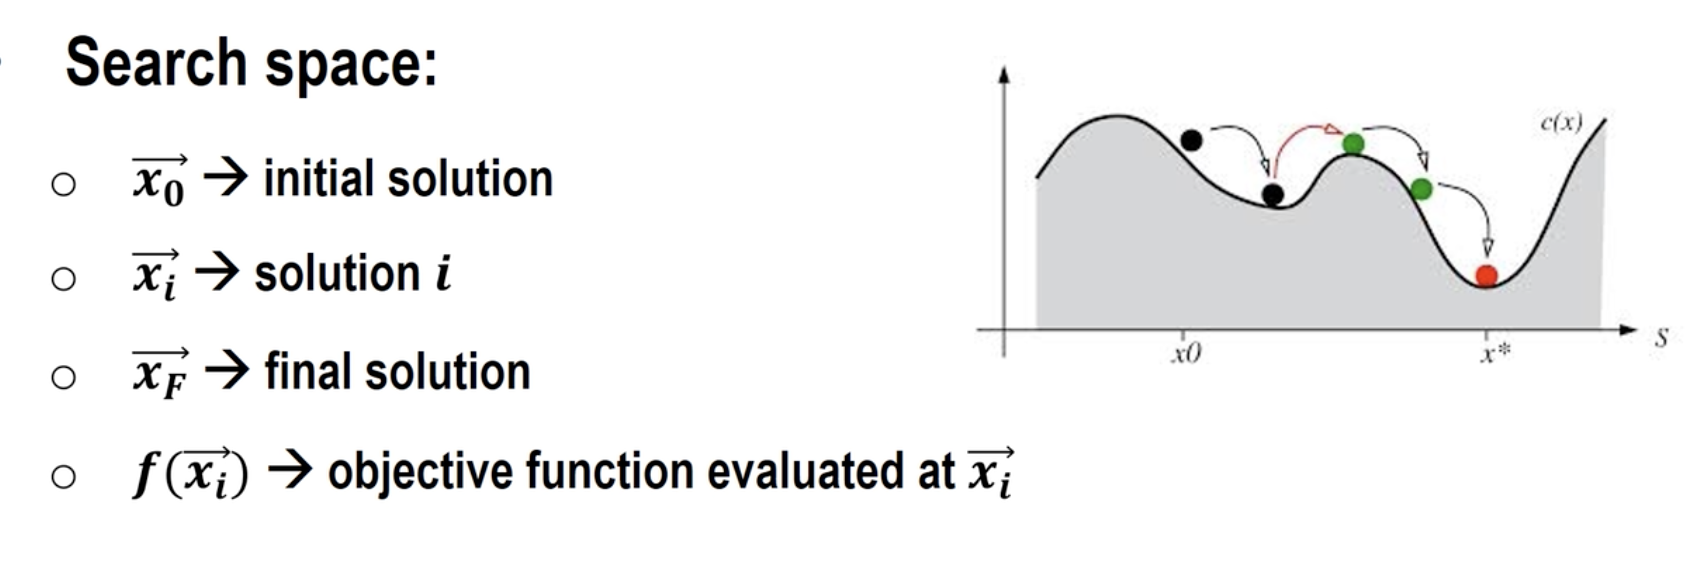 Search space:
○ x₀⃗ → initial solution
○ xᵢ⃗ → solution i
○ x_F⃗ → final solution
○ f(xᵢ⃗) → objective function evaluated at xᵢ⃗
c(x)
S
x0
x*